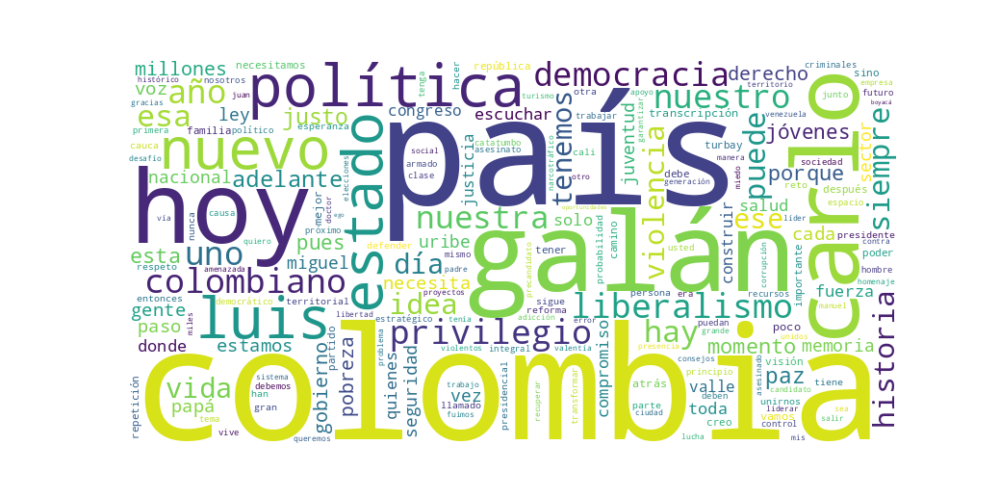 millones
necesitamos
república
democracia
derecho
criminales
histórico
nosotros
voz
año
política
nuestro
sino
territorio
futuro
empresa
gracias
juan
esa
ley
justo
congreso
escuchar
tenemos
transcripción
junto
boyacá
primera
familia
político
esperanza
nuevo
país
juventud
violencia
puede
jóvenes
carlo
siempre
cauca
desafío
nacional
adelante
estado
justicia
social
armado
clase
catatumbo
asesinato
turismo
otra
trabajar
cali
apoyo
garantizar
venezuela
turbay
manera
debe
generación
miedo
sociedad
sector
porque
reto
después
hacer
tenga
elecciones
hoy
mejor
doctor
próximo
ego
narcotráfico
otro
oportunidades
vía
nunca
causa
quiero
nuestra
solo
ese
salud
espacio
líder
cada
presidente
contra
poder
esta
uno
pues
defender
uribe
mismo
tener
precandidato
galán
probabilidad
camino
usted
construir
corrupción
importante
hombre
homenaje
respeto
amenazada
miguel
día
padre
colombiano
necesita
entonces
gente
democrático
territorial
miles
libertad
idea
proyectos
adicción
sigue
reforma
liberalismo
persona
era
recursos
fuerza
manuel
paso
luis
estratégico
tenía
error
puedan
grande
unidos
poco
donde
estamos
partido
problema
privilegio
violentos
integral
valentía
compromiso
hay
presencia
momento
memoria
historia
colombia
gobierno
pobreza
quienes
seguridad
vida
papá
sistema
debemos
han
gran
tema
vive
queremos
repetición
trabajo
vez
fuimos
llamado
presidencial
recuperar
transformar
atrás
parte
ciudad
lucha
consejos
principio
valle
deben
toda
creo
asesinado
visión
paz
candidato
unirnos
liderar
vamos
control
mis
tiene
salir
sea